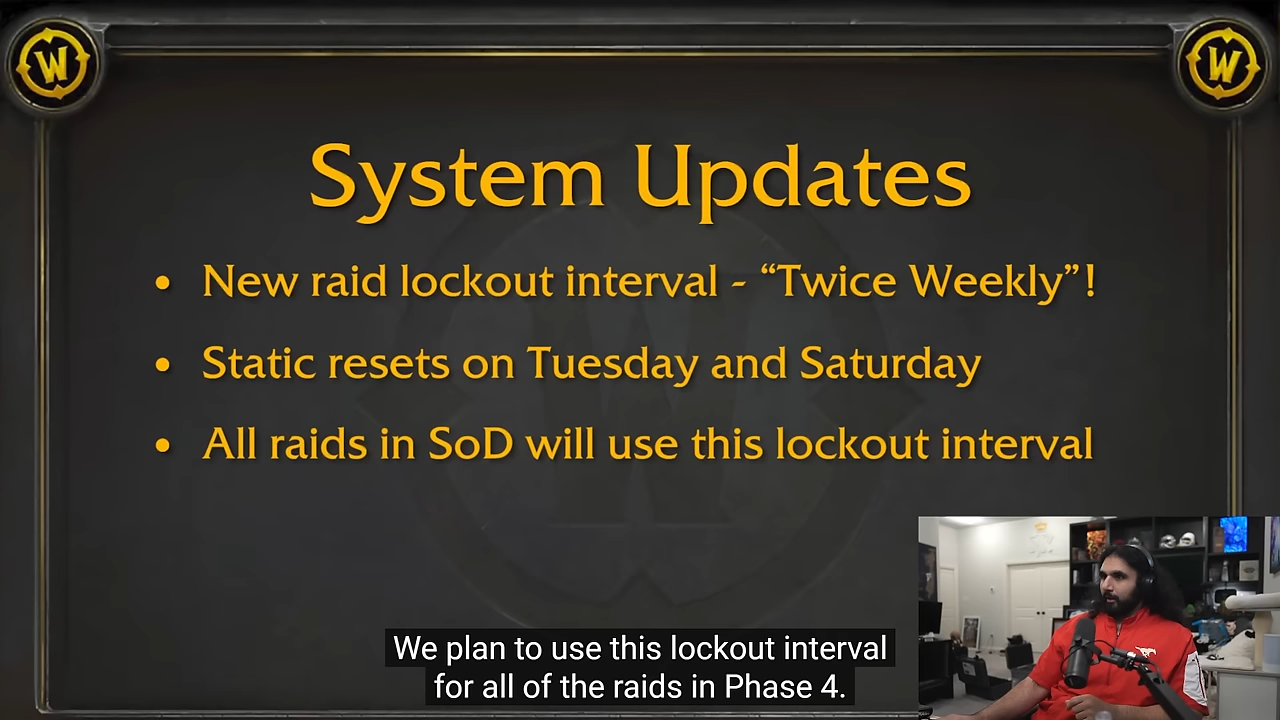 W
W
System Updates
• New raid lockout interval - “Twice Weekly”!
• Static resets on Tuesday and Saturday
• All raids in SoD will use this lockout interval
We plan to use this lockout interval
for all of the raids in Phase 4.